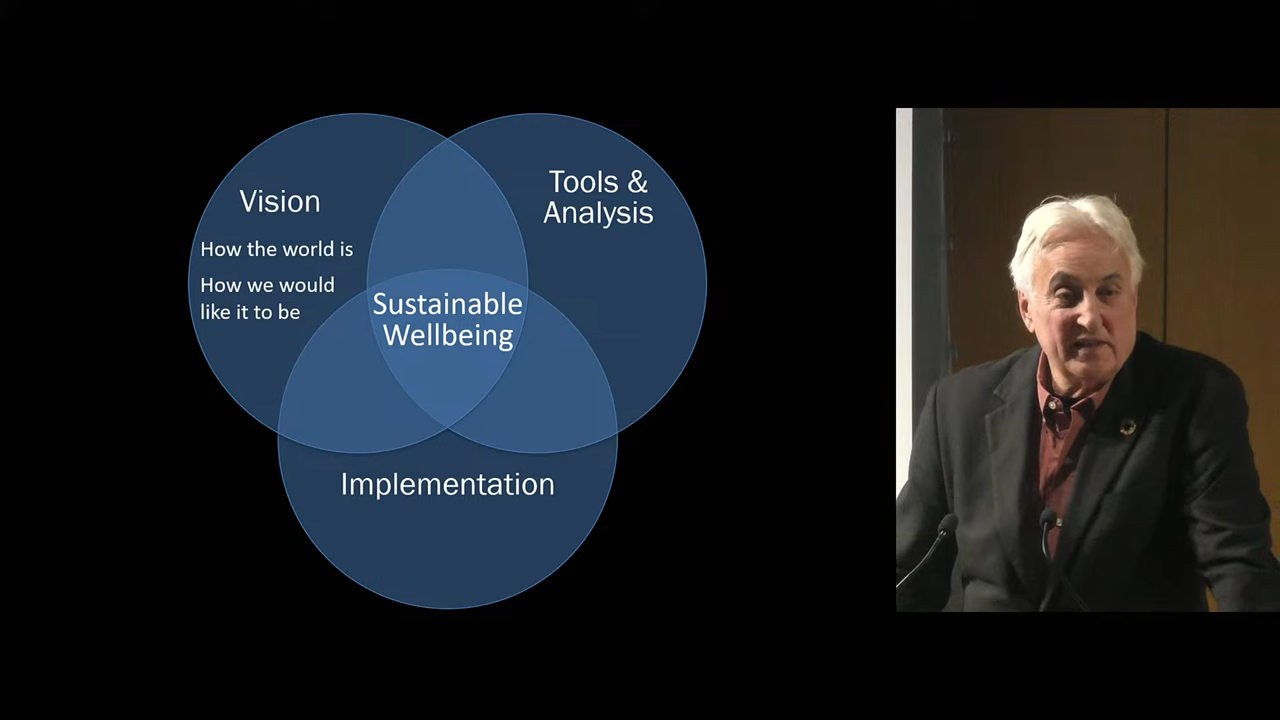 Vision
How the world is
How we would
like it to be
Tools &
Analysis
Sustainable
Wellbeing
Implementation